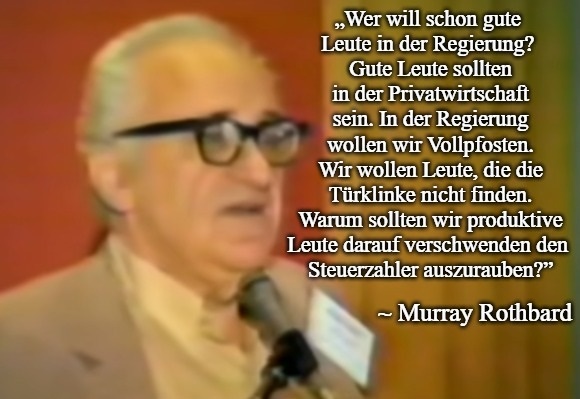 „Wer will schon gute
Leute in der Regierung?
Gute Leute sollten
in der Privatwirtschaft
sein. In der Regierung
wollen wir Vollpfosten.
Wir wollen Leute, die die
Türklinke nicht finden.
Warum sollten wir produktive
Leute darauf verschwenden den
Steuerzahler auszurauben?”
~ Murray Rothbard